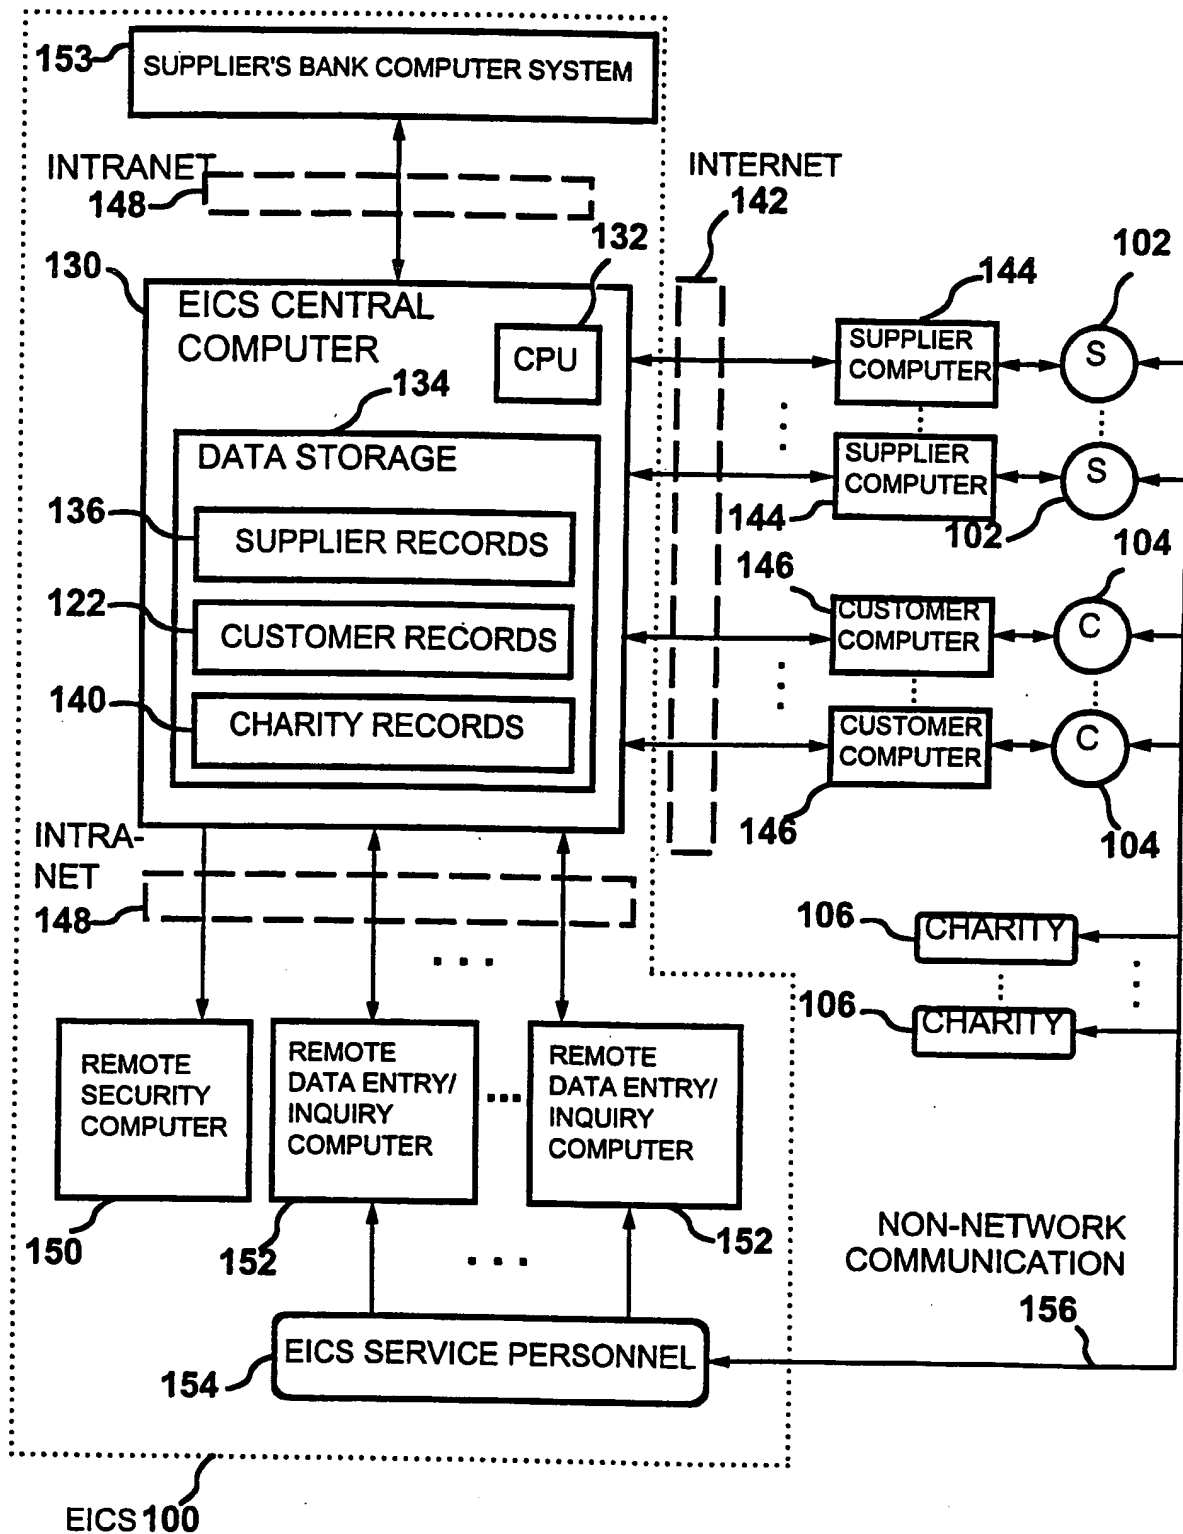 153
SUPPLIER'S BANK COMPUTER SYSTEM
INTRANET
148
INTERNET
142
132
130
EICS CENTRAL
COMPUTER
CPU
134
DATA STORAGE
136
SUPPLIER RECORDS
122
CUSTOMER RECORDS
140
CHARITY RECORDS
144
102
SUPPLIER
COMPUTER
S
SUPPLIER
COMPUTER
S
144
102
146
104
CUSTOMER
COMPUTER
C
CUSTOMER
COMPUTER
C
146
104
INTRA-
NET
148
106
CHARITY
106
CHARITY
REMOTE
SECURITY
COMPUTER
REMOTE
DATA ENTRY/
INQUIRY
COMPUTER
REMOTE
DATA ENTRY/
INQUIRY
COMPUTER
150
152
152
NON-NETWORK
COMMUNICATION
156
EICS SERVICE PERSONNEL
154
EICS 100